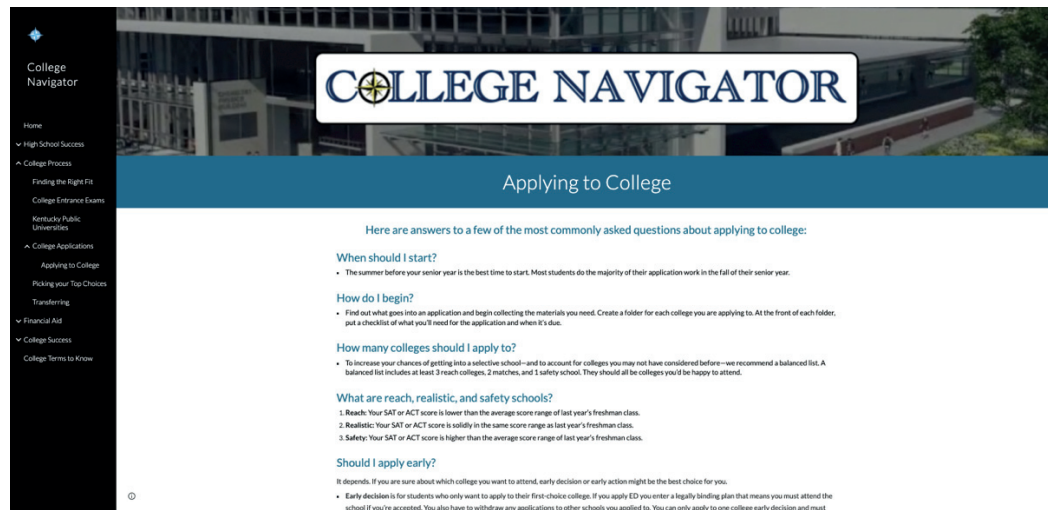 College
Navigator
Home
High School Success
College Process
Finding the Right Fit
College Entrance Exams
Kentucky Public
Universities
College Applications
Applying to College
Picking your Top Choices
Transferring
Financial Aid
College Success
College Terms to Know
COLLEGE NAVIGATOR
Applying to College
Here are answers to a few of the most commonly asked questions about applying to college:
When should I start?
• The summer before your senior year is the best time to start. Most students do the majority of their application work in the fall of their senior year.
How do I begin?
• Find out what goes into an application and begin collecting the materials you need. Create a folder for each college you are applying to. At the front of each folder,
put a checklist of what you'll need for the application and when it's due.
How many colleges should I apply to?
• To increase your chances of getting into a selective school—and to account for colleges you may not have considered before—we recommend a balanced list. A
balanced list includes at least 3 reach colleges, 2 matches, and 1 safety school. They should all be colleges you'd be happy to attend.
What are reach, realistic, and safety schools?
1. Reach: Your SAT or ACT score is lower than the average score range of last year's freshman class.
2. Realistic: Your SAT or ACT score is solidly in the same score range as last year's freshman class.
3. Safety: Your SAT or ACT score is higher than the average score range of last year's freshman class.
Should I apply early?
It depends. If you are sure about which college you want to attend, early decision or early action might be the best choice for you.
• Early decision is for students who only want to apply to their first-choice college. If you apply ED you enter a legally binding plan that means you must attend the
school if you're accepted. You also have to withdraw any applications to other schools you applied to. You can only apply to one college early decision and must